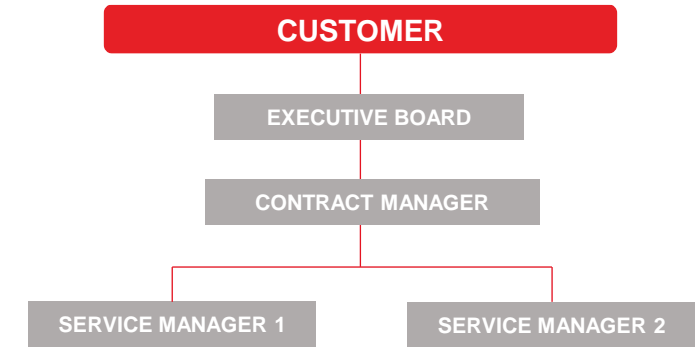 CUSTOMER
EXECUTIVE BOARD
CONTRACT MANAGER
SERVICE MANAGER 1
SERVICE MANAGER 2